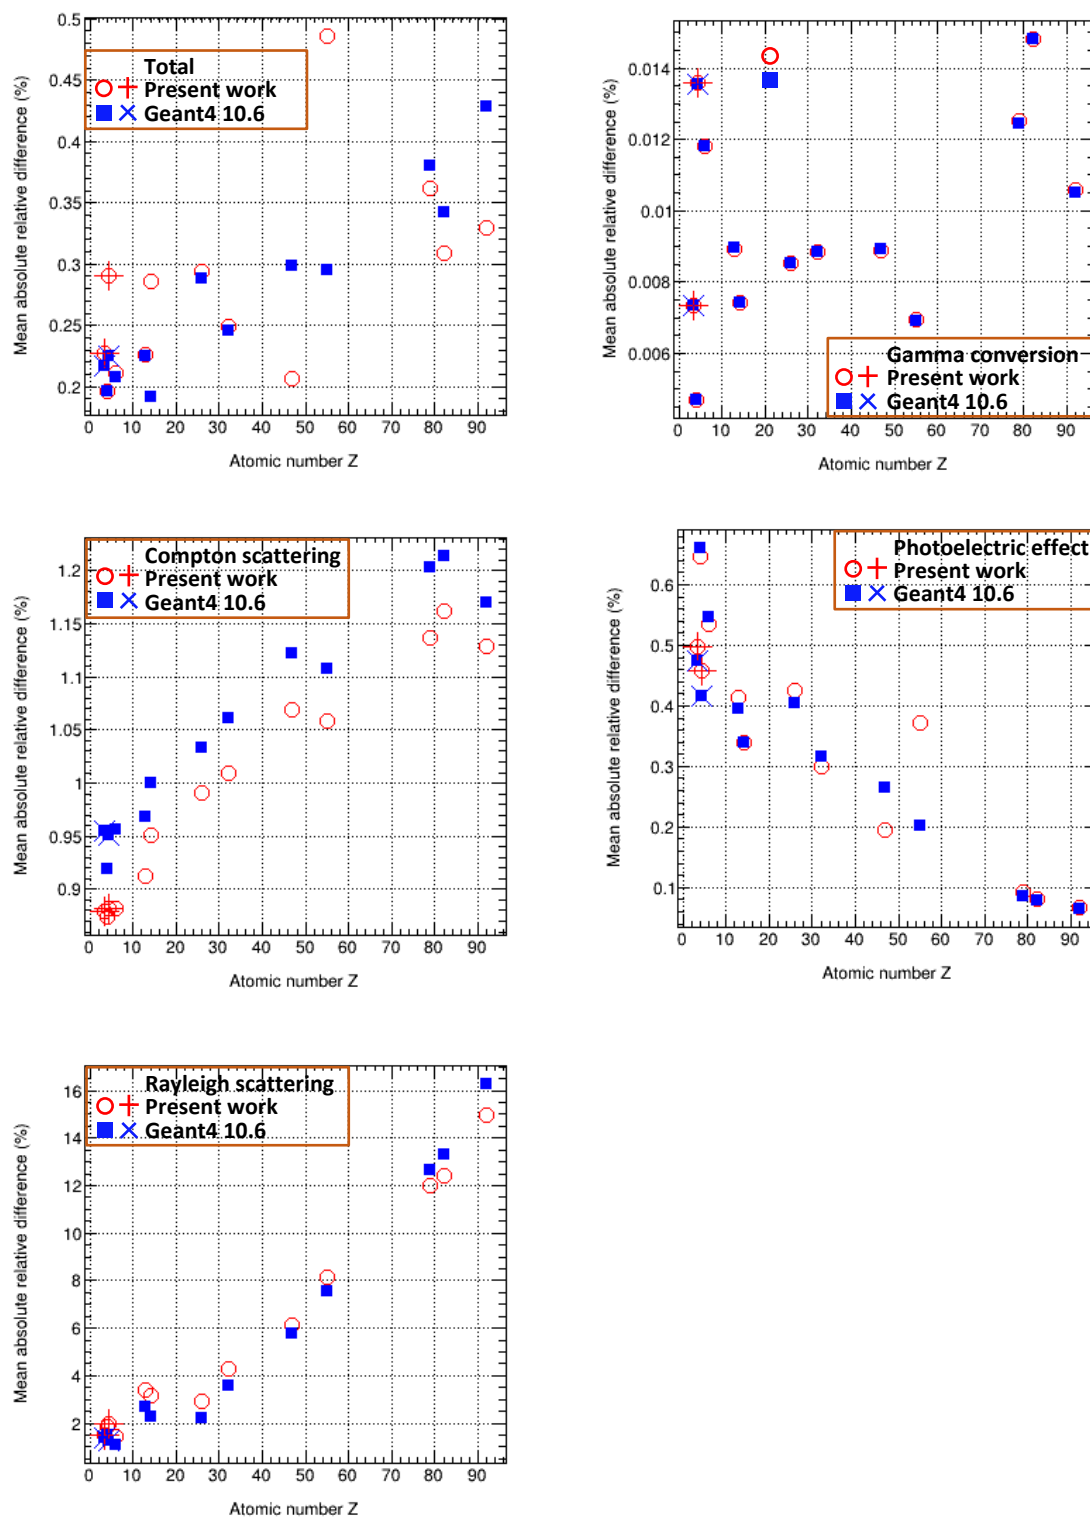 Total
Present work
Geant4 10.6
0.5
0.45
0.4
0.35
0.3
0.25
0.2
0 10 20 30 40 50 60 70 80 90
Atomic number Z
Mean absolute relative difference (%)
Gamma conversion
Present work
Geant4 10.6
0.014
0.012
0.01
0.008
0.006
0 10 20 30 40 50 60 70 80 90
Atomic number Z
Mean absolute relative difference (%)
Compton scattering
Present work
Geant4 10.6
1.2
1.15
1.1
1.05
1
0.95
0.9
0 10 20 30 40 50 60 70 80 90
Atomic number Z
Mean absolute relative difference (%)
Photoelectric effect
Present work
Geant4 10.6
0.6
0.5
0.4
0.3
0.2
0.1
0 10 20 30 40 50 60 70 80 90
Atomic number Z
Mean absolute relative difference (%)
Rayleigh scattering
Present work
Geant4 10.6
16
14
12
10
8
6
4
2
0 10 20 30 40 50 60 70 80 90
Atomic number Z
Mean absolute relative difference (%)